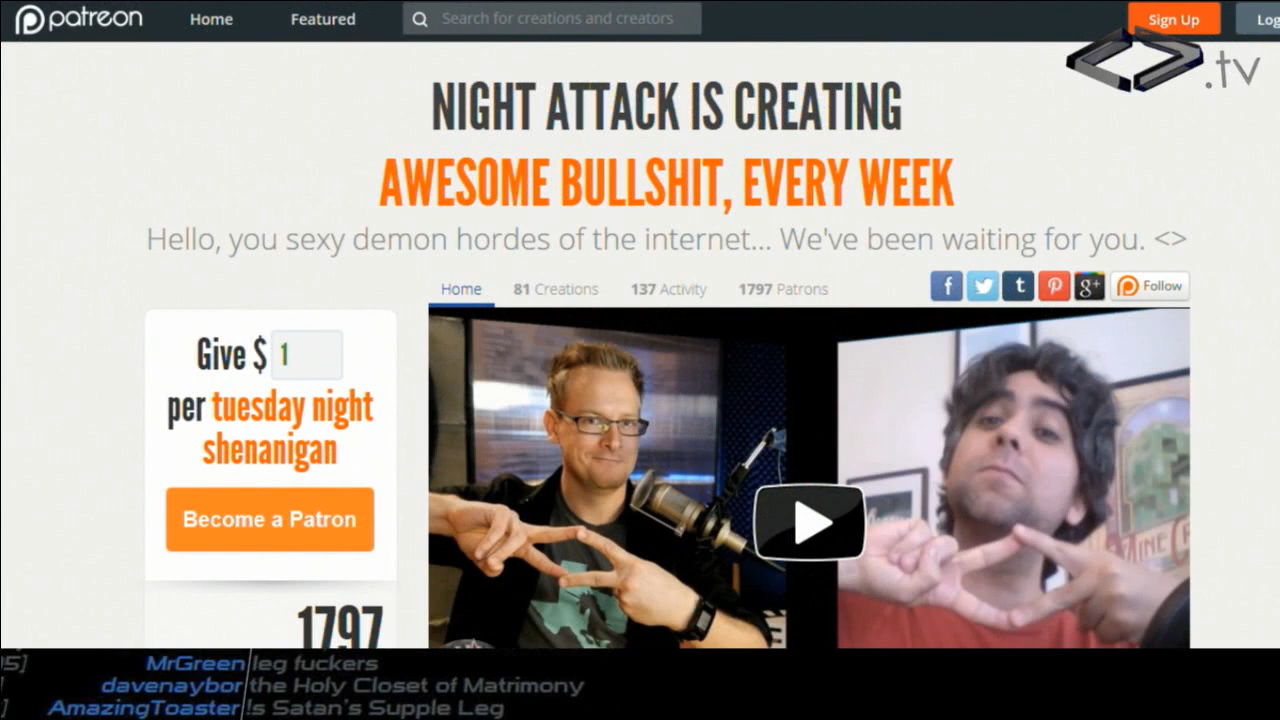 patreon Home Featured Search for creations and creators Sign Up Log
.tv
NIGHT ATTACK IS CREATING
AWESOME BULLSHIT, EVERY WEEK
Hello, you sexy demon hordes of the internet... We've been waiting for you. <>
Home 81 Creations 137 Activity 1797 Patrons f t g+ Follow
Give $ 1
per tuesday night
shenanigan
Become a Patron
1797
MINE
5] MrGreen leg fuckers
] davenaybor the Holy Closet of Matrimony
] AmazingToaster !s Satan's Supple Leg